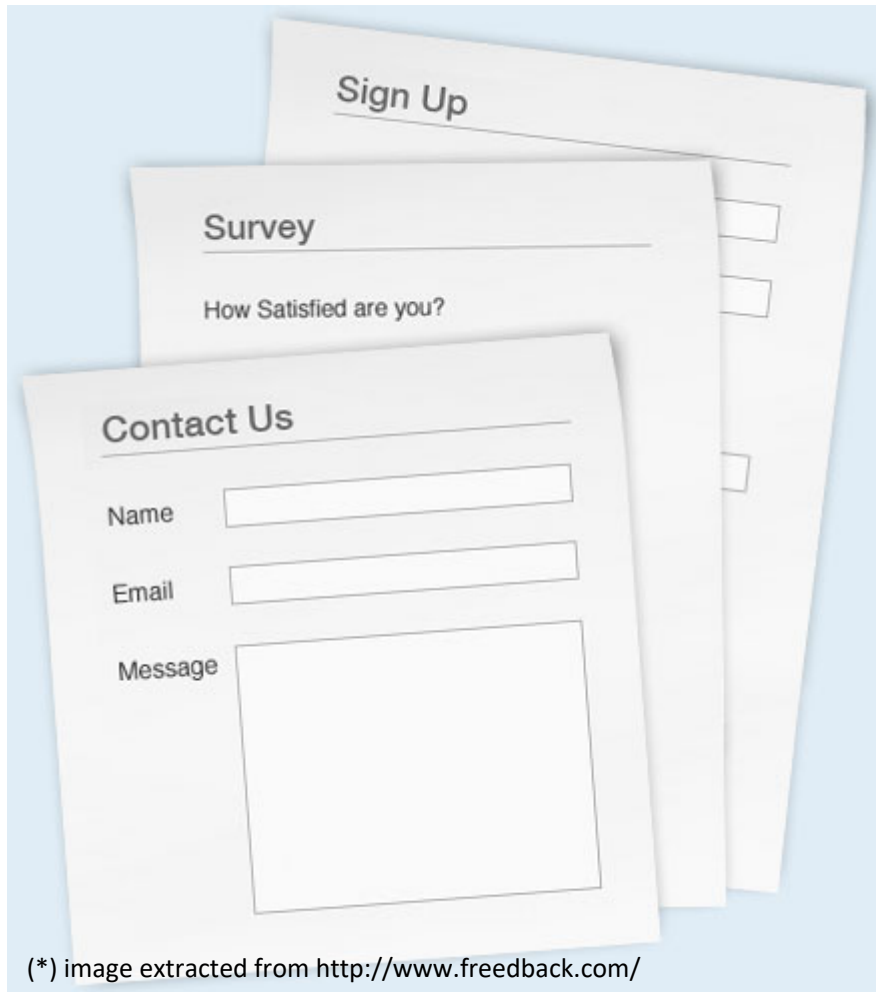 Sign Up
Survey
How Satisfied are you?
Contact Us
Name
Email
Message
(*) image extracted from http://www.freedback.com/